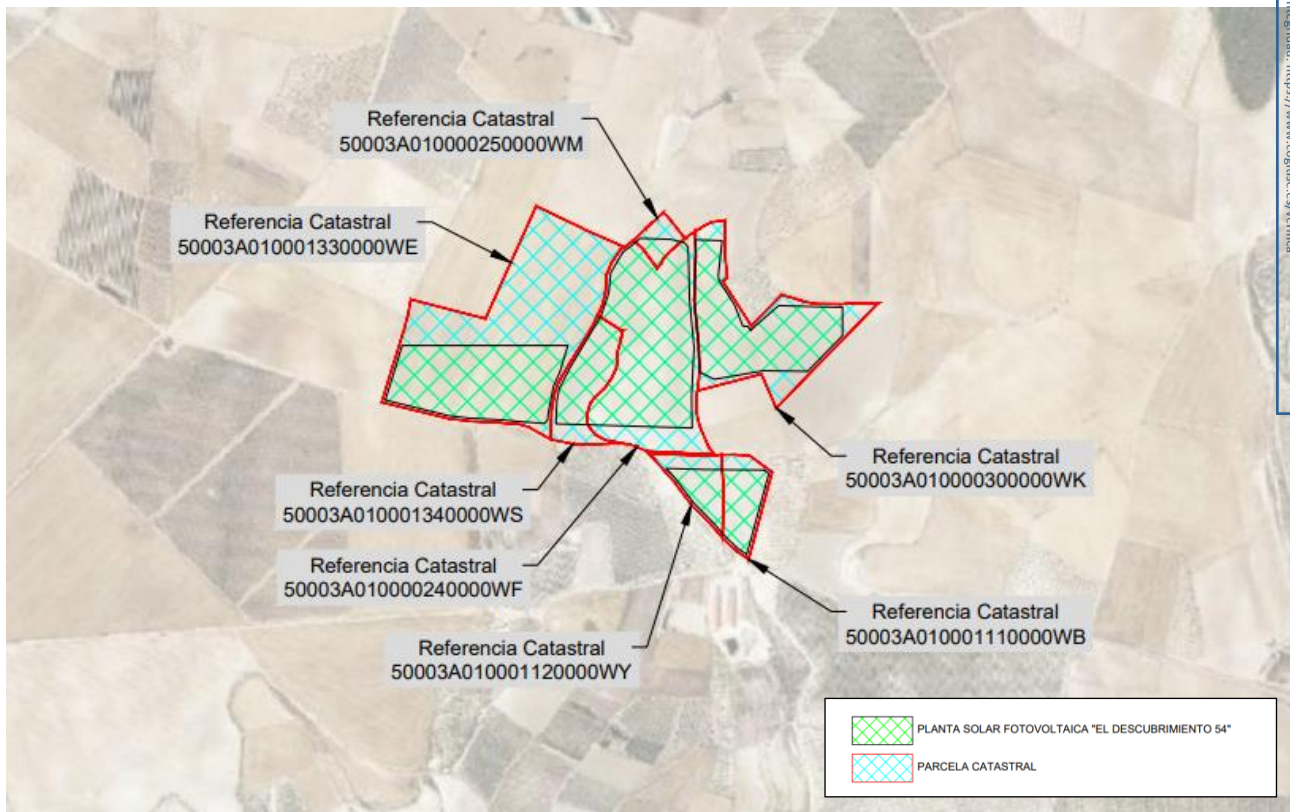 Referencia Catastral
50003A010000250000WM
Referencia Catastral
50003A010001330000WE
Referencia Catastral
50003A010000300000WK
Referencia Catastral
50003A010001340000WS
Referencia Catastral
50003A010000240000WF
Referencia Catastral
50003A010001110000WB
Referencia Catastral
50003A010001120000WY
PLANTA SOLAR FOTOVOLTAICA "EL DESCUBRIMIENTO 54"
PARCELA CATASTRAL